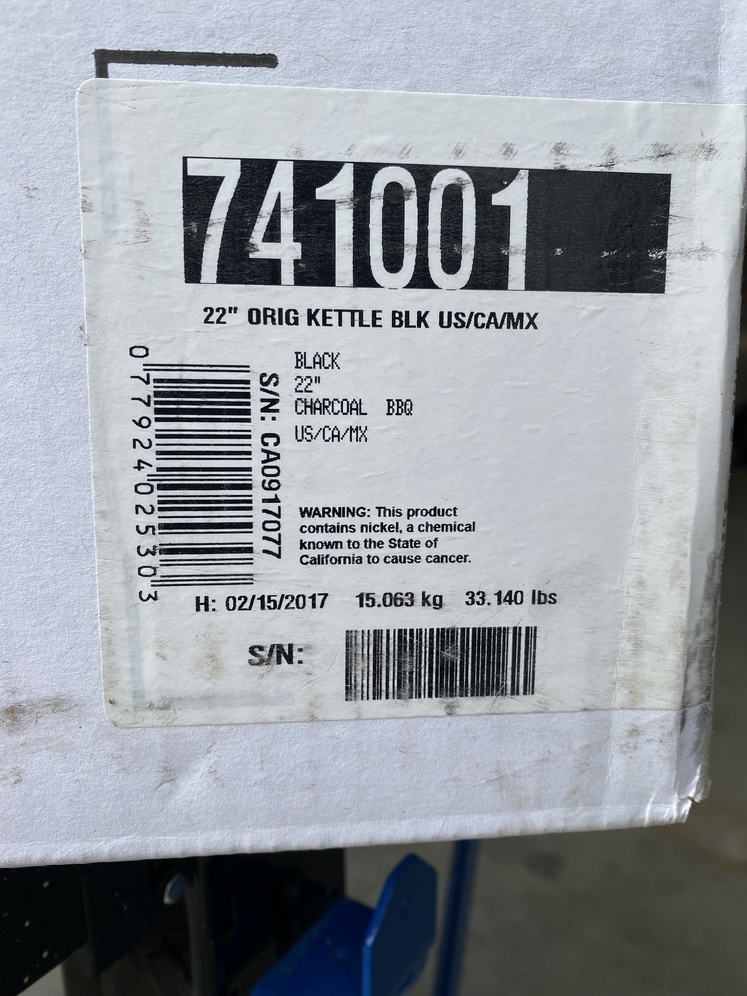 741001
22" ORIG KETTLE BLK US/CA/MX
BLACK
22"
CHARCOAL BBQ
US/CA/MX
0 77924 02530 3
S/N: CA0917077
WARNING: This product
contains nickel, a chemical
known to the State of
California to cause cancer.
H: 02/15/2017 15.063 kg 33.140 lbs
S/N: